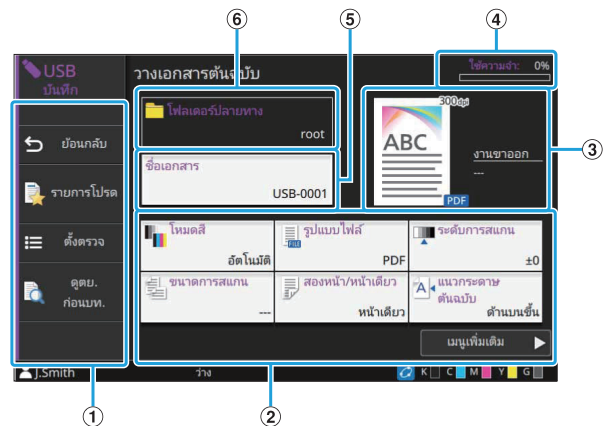 ⑥
⑤
④
USB
บันทึก
วางเอกสารต้นฉบับ
ใช้ความจำ: 0%
โฟลเดอร์ปลายทาง
root
300dpi
ABC
PDF
งานขาออก
---
③
ย้อนกลับ
ชื่อเอกสาร
USB-0001
รายการโปรด
ตั้งตรวจ
ดูตย.
ก่อนบท.
โหมดสี
อัตโนมัติ
รูปแบบไฟล์
FILE
PDF
ระดับการสแกน
±0
ขนาดการสแกน
---
สองหน้า/หน้าเดียว
หน้าเดียว
A
แนวกระดาษ
ต้นฉบับ
ด้านบนขึ้น
เมนูเพิ่มเติม
J.Smith
ว่าง
K C M Y G
①
②